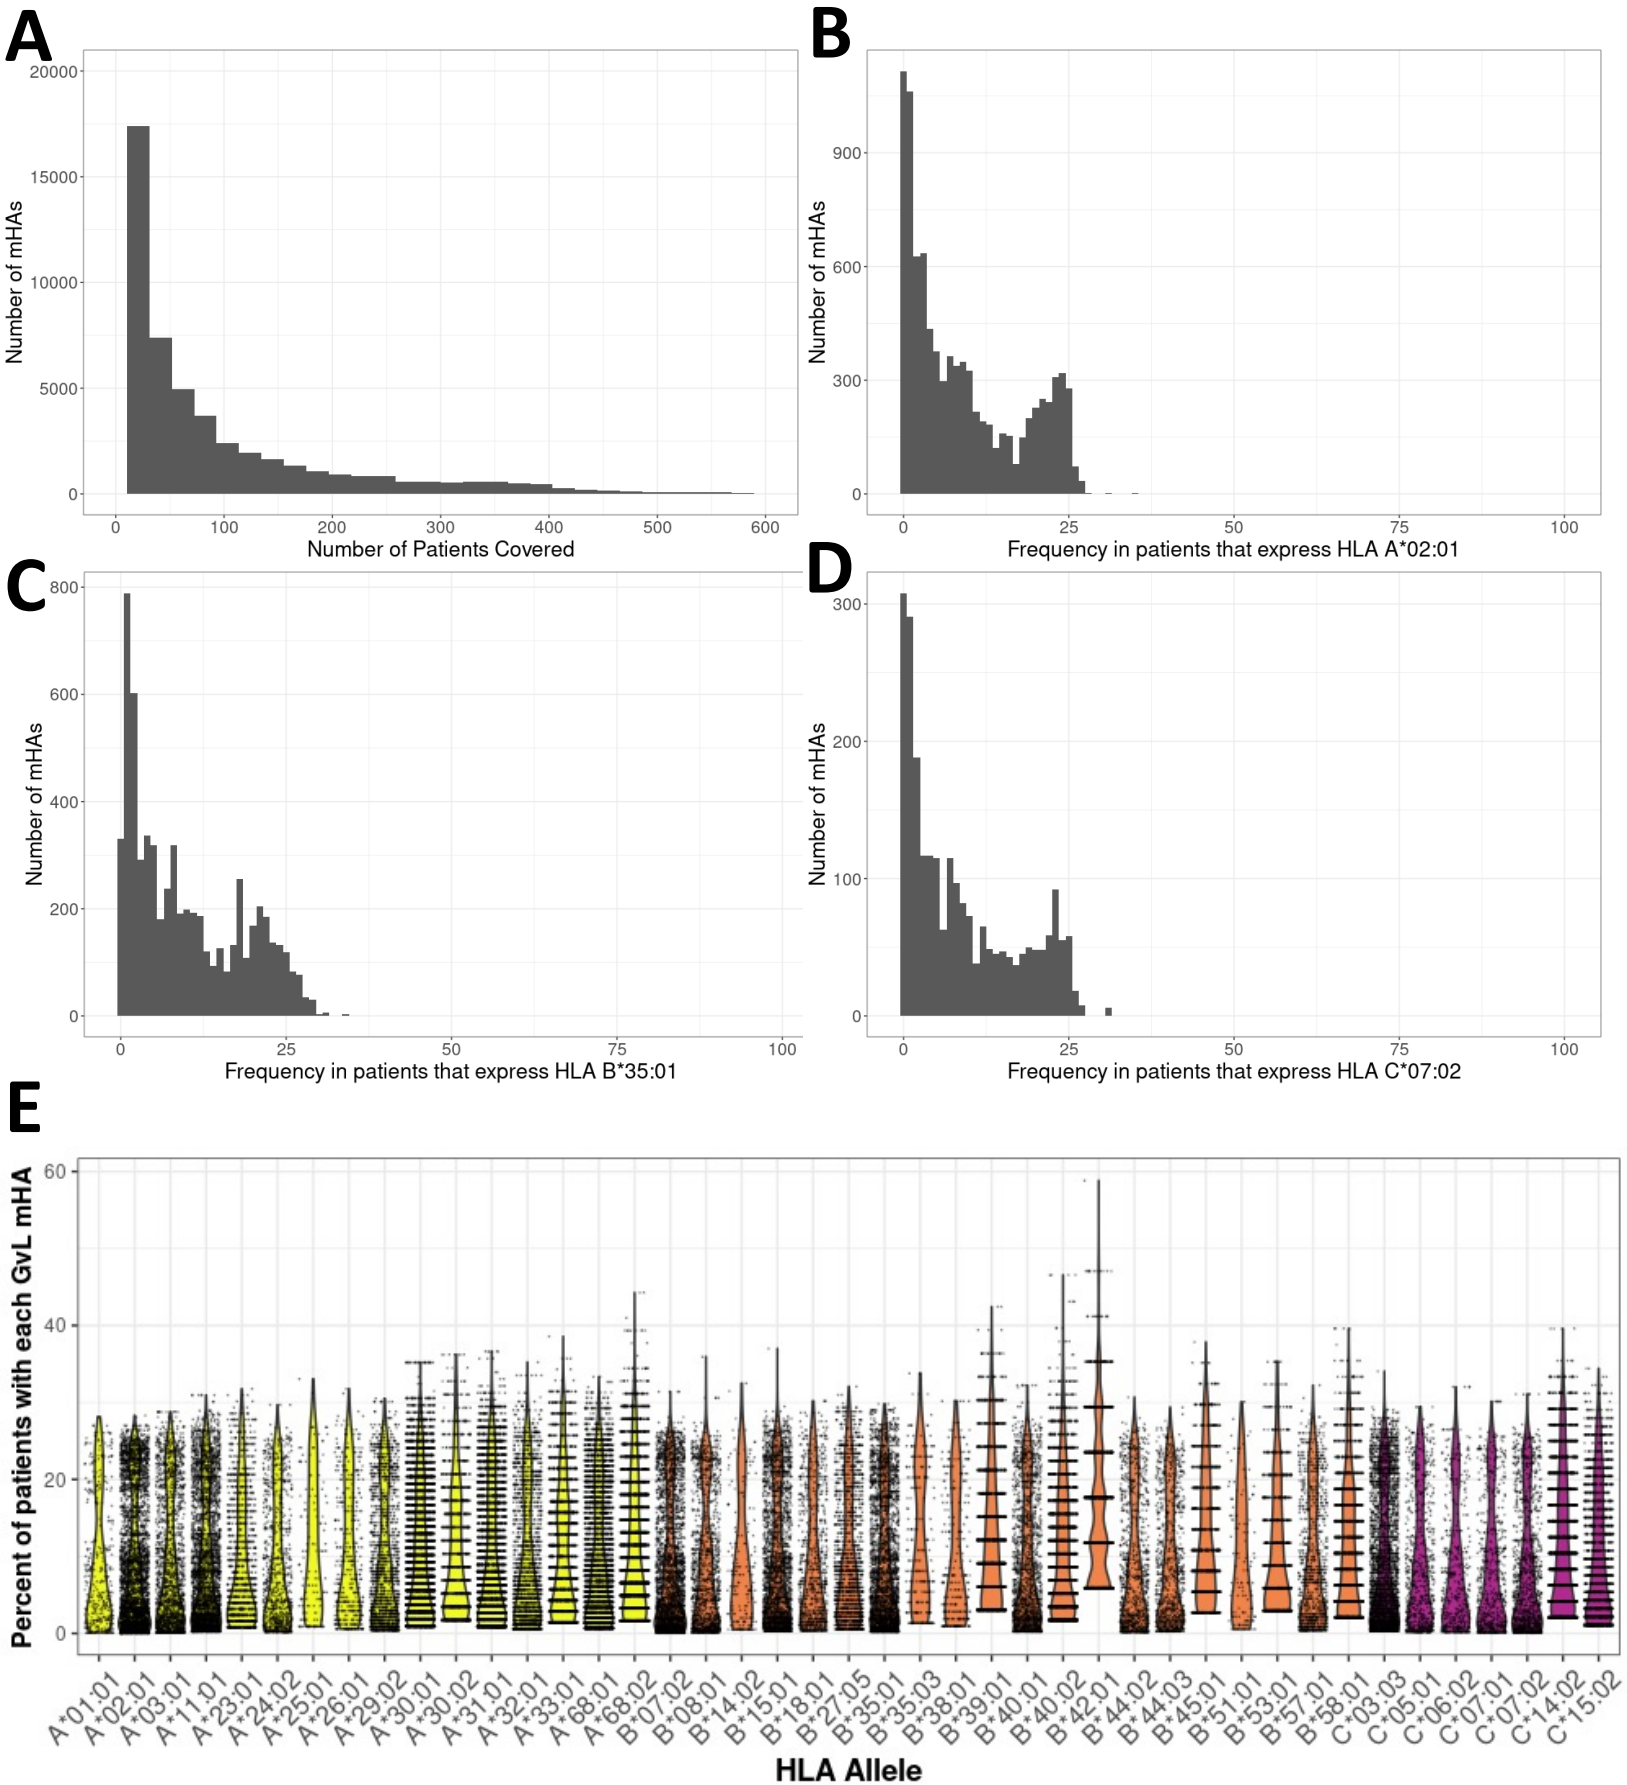 A
Number of mHAs
20000
15000
10000
5000
0
0 100 200 300 400 500 600
Number of Patients Covered
B
Number of mHAs
900
600
300
0
0 25 50 75 100
Frequency in patients that express HLA A*02:01
C
Number of mHAs
800
600
400
200
0
0 25 50 75 100
Frequency in patients that express HLA B*35:01
D
Number of mHAs
300
200
100
0
0 25 50 75 100
Frequency in patients that express HLA C*07:02
E
Percent of patients with each GvL mHA
60
40
20
0
A*01:01
A*02:01
A*03:01
A*11:01
A*23:01
A*24:02
A*25:01
A*26:01
A*29:02
A*30:01
A*30:02
A*31:01
A*32:01
A*33:01
A*68:01
A*68:02
B*07:02
B*08:01
B*14:02
B*15:01
B*18:01
B*27:05
B*35:01
B*35:03
B*38:01
B*39:01
B*40:01
B*40:02
B*42:01
B*44:02
B*44:03
B*45:01
B*51:01
B*53:01
B*57:01
B*58:01
C*03:03
C*05:01
C*06:02
C*07:01
C*07:02
C*14:02
C*15:02
HLA Allele